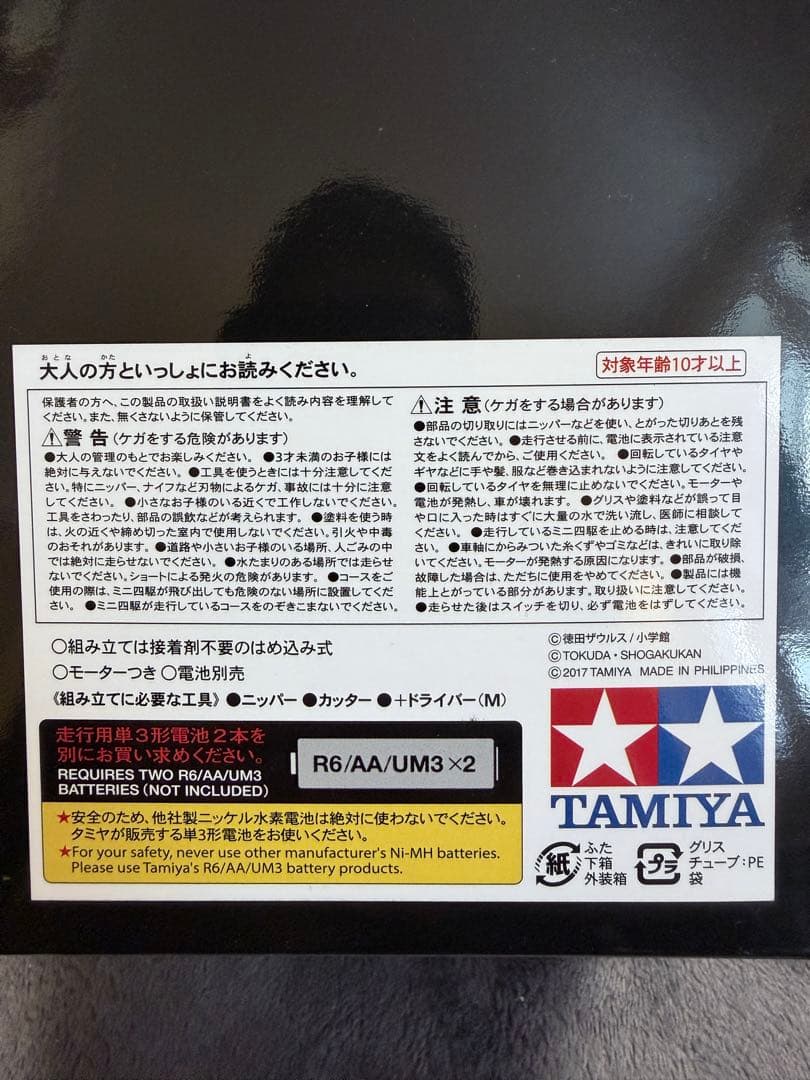 おとな かた よ
大人の方といっしょにお読みください。
対象年齢10才以上
保護者の方へ、この製品の取扱い説明書をよく読み内容を理解して
ください。また、無くさないように保管してください。
⚠警告(ケガをする危険があります)
●大人の管理のもとでお楽しみください。 ●3才未満のお子様には
絶対に与えないでください。 ●工具を使うときには十分注意してくだ
さい。特にニッパー、ナイフなど刃物によるケガ、事故には十分に注意
してください。 ●小さなお子様のいる近くで工作しないでください。
工具をさわったり、部品の誤飲などが考えられます。 ●塗料を使う時
は、火の近くや締め切った室内で使用しないでください。引火や中毒
のおそれがあります。 ●道路や小さいお子様のいる場所、人ごみの中
では絶対に走らせないでください。 ●水たまりのある場所では走らせ
ないでください。ショートによる発火の危険があります。 ●コースをご
使用の際は、ミニ四駆が飛び出しても危険のない場所に設置してくだ
さい。 ●ミニ四駆が走行しているコースをのぞきこまないでください。
⚠注意(ケガをする場合があります)
●部品の切り取りにはニッパーなどを使い、とがった切りあとを残
さないでください。 ●走行させる前に、電池に表示されている注意
文をよく読んでから、ご使用ください。 ●回転しているタイヤや
ギヤなどに手や髪、服など巻き込まれないように注意してください。
●回転しているタイヤを無理に止めないでください。モーターや
電池が発熱し、車が壊れます。 ●グリスや塗料などが誤って目
や口に入った時はすぐに大量の水で洗い流し、医師に相談して
ください。 ●走行しているミニ四駆を止める時は、注意してくだ
さい。 ●車軸にからみついた糸くずやゴミなどは、きれいに取り除
いてください。モーターが発熱する原因になります。 ●部品が破損、
故障した場合は、ただちに使用をやめてください。 ●製品には機
能上とがっている部分があります。取り扱いに注意してください。
●走らせた後はスイッチを切り、必ず電池をはずしてください。
○組み立ては接着剤不要のはめ込み式
○モーターつき ○電池別売
《組み立てに必要な工具》 ●ニッパー ●カッター ●+ドライバー(M)
©徳田ザウルス/小学館
©TOKUDA・SHOGAKUKAN
©2017 TAMIYA MADE IN PHILIPPINES
走行用単3形電池2本を
別にお買い求めください。
REQUIRES TWO R6/AA/UM3
BATTERIES (NOT INCLUDED)
R6/AA/UM3×2
★安全のため、他社製ニッケル水素電池は絶対に使わないでください。
タミヤが販売する単3形電池をお使いください。
★For your safety, never use other manufacturer's Ni-MH batteries.
Please use Tamiya's R6/AA/UM3 battery products.
TAMIYA
紙
ふた
下箱
外装箱
プラ
グリス
チューブ:PE
袋